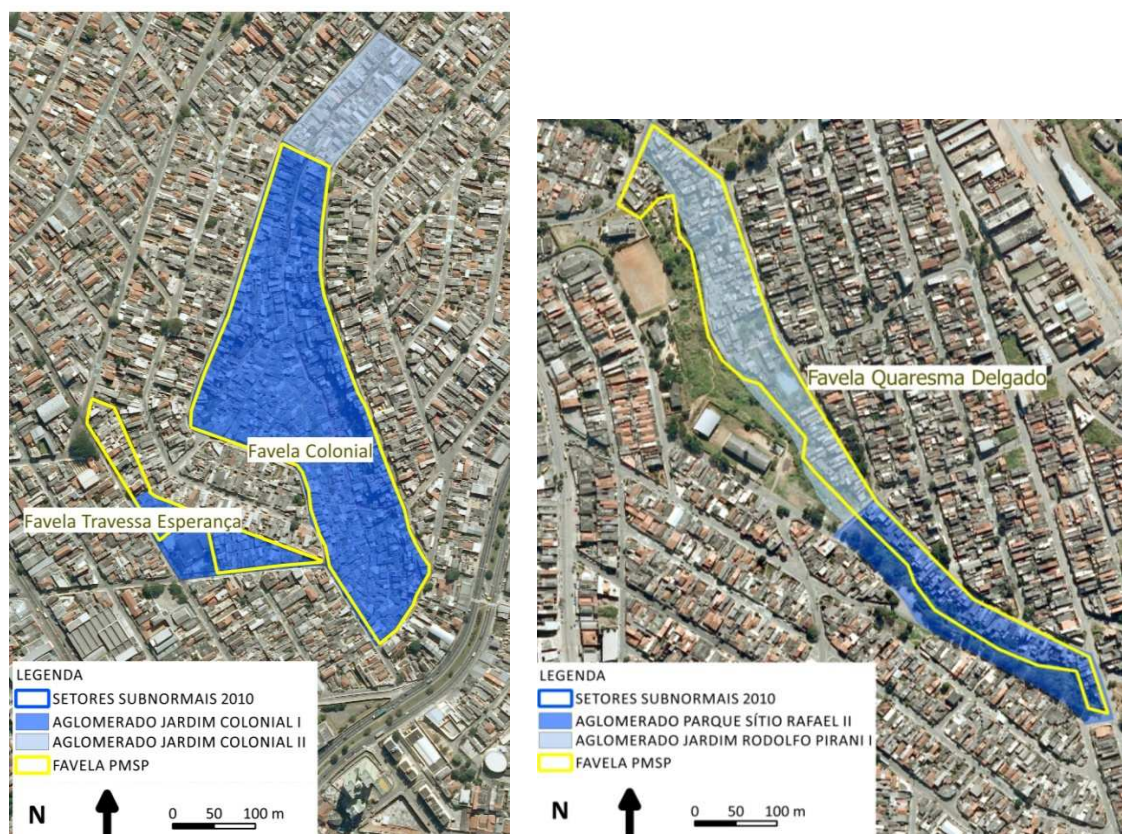 Favela Colonial
Favela Travessa Esperança
LEGENDA
SETORES SUBNORMAIS 2010
AGLOMERADO JARDIM COLONIAL I
AGLOMERADO JARDIM COLONIAL II
FAVELA PMSP
N
0 50 100 m
Favela Quaresma Delgado
LEGENDA
SETORES SUBNORMAIS 2010
AGLOMERADO PARQUE SÍTIO RAFAEL II
AGLOMERADO JARDIM RODOLFO PIRANI I
FAVELA PMSP
N
0 50 100 m